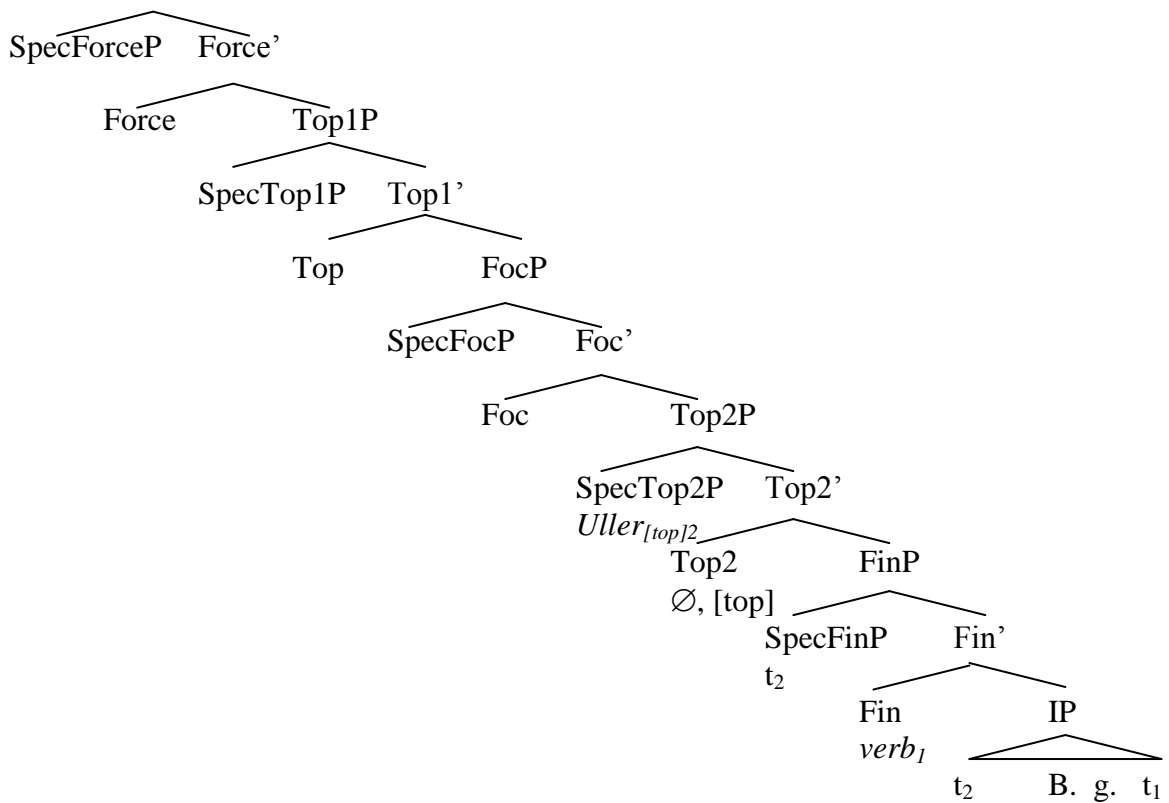 SpecForceP Force’
Force Top1P
SpecTop1P Top1’
Top FocP
SpecFocP Foc’
Foc Top2P
SpecTop2P Top2’
Uller[top]2
Top2 FinP
∅, [top]
SpecFinP Fin’
t2
Fin IP
verb1
t2 B. g. t1